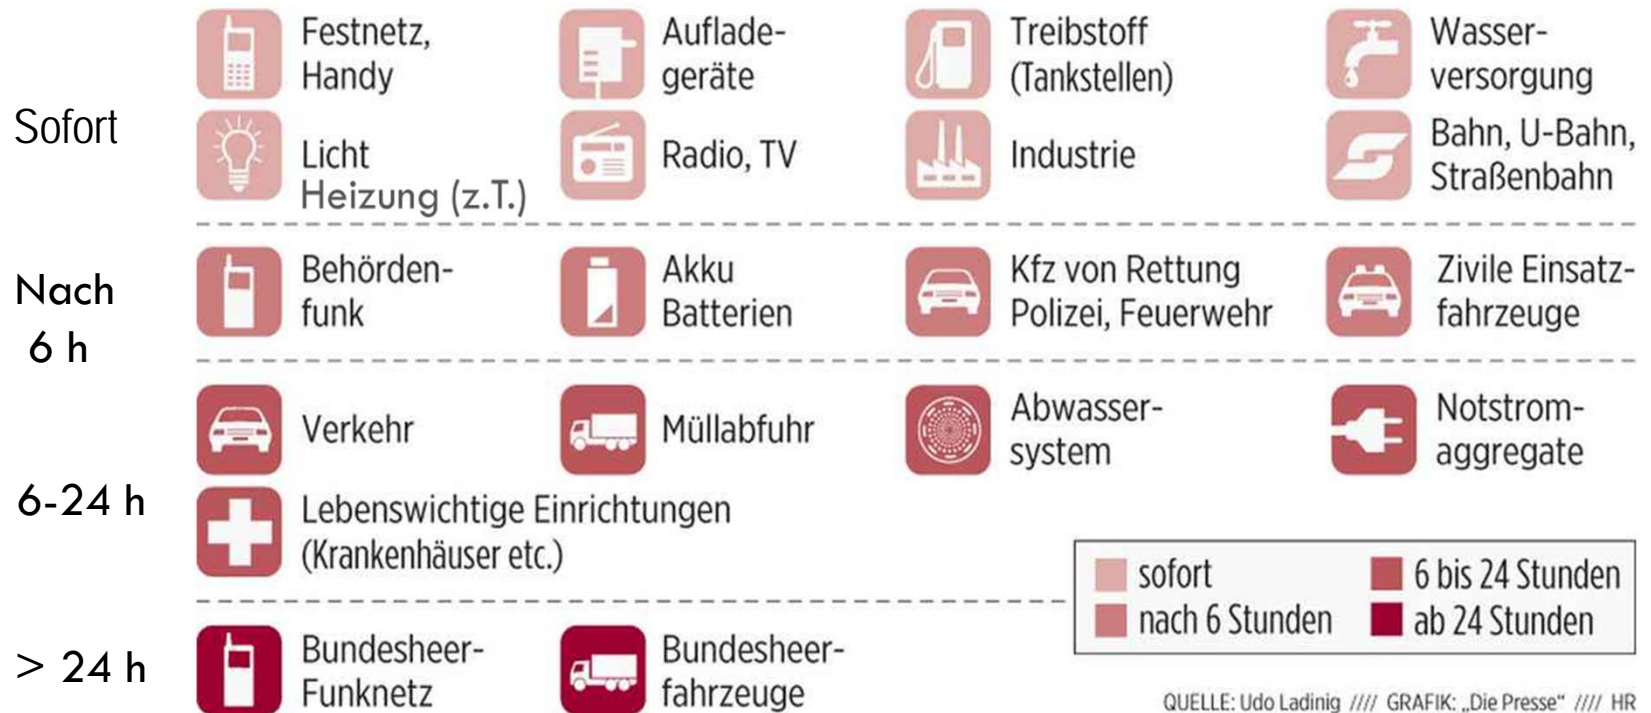 Sofort
Festnetz,
Handy
Auflade-
geräte
Treibstoff
(Tankstellen)
Wasser-
versorgung
Licht
Heizung (z.T.)
Radio, TV
Industrie
Bahn, U-Bahn,
Straßenbahn
Nach
6 h
Behörden-
funk
Akku
Batterien
Kfz von Rettung
Polizei, Feuerwehr
Zivile Einsatz-
fahrzeuge
6-24 h
Verkehr
Müllabfuhr
Abwasser-
system
Notstrom-
aggregate
Lebenswichtige Einrichtungen
(Krankenhäuser etc.)
> 24 h
Bundesheer-
Funknetz
Bundesheer-
fahrzeuge
sofort
nach 6 Stunden
6 bis 24 Stunden
ab 24 Stunden
QUELLE: Udo Ladinig //// GRAFIK: „Die Presse“ //// HR